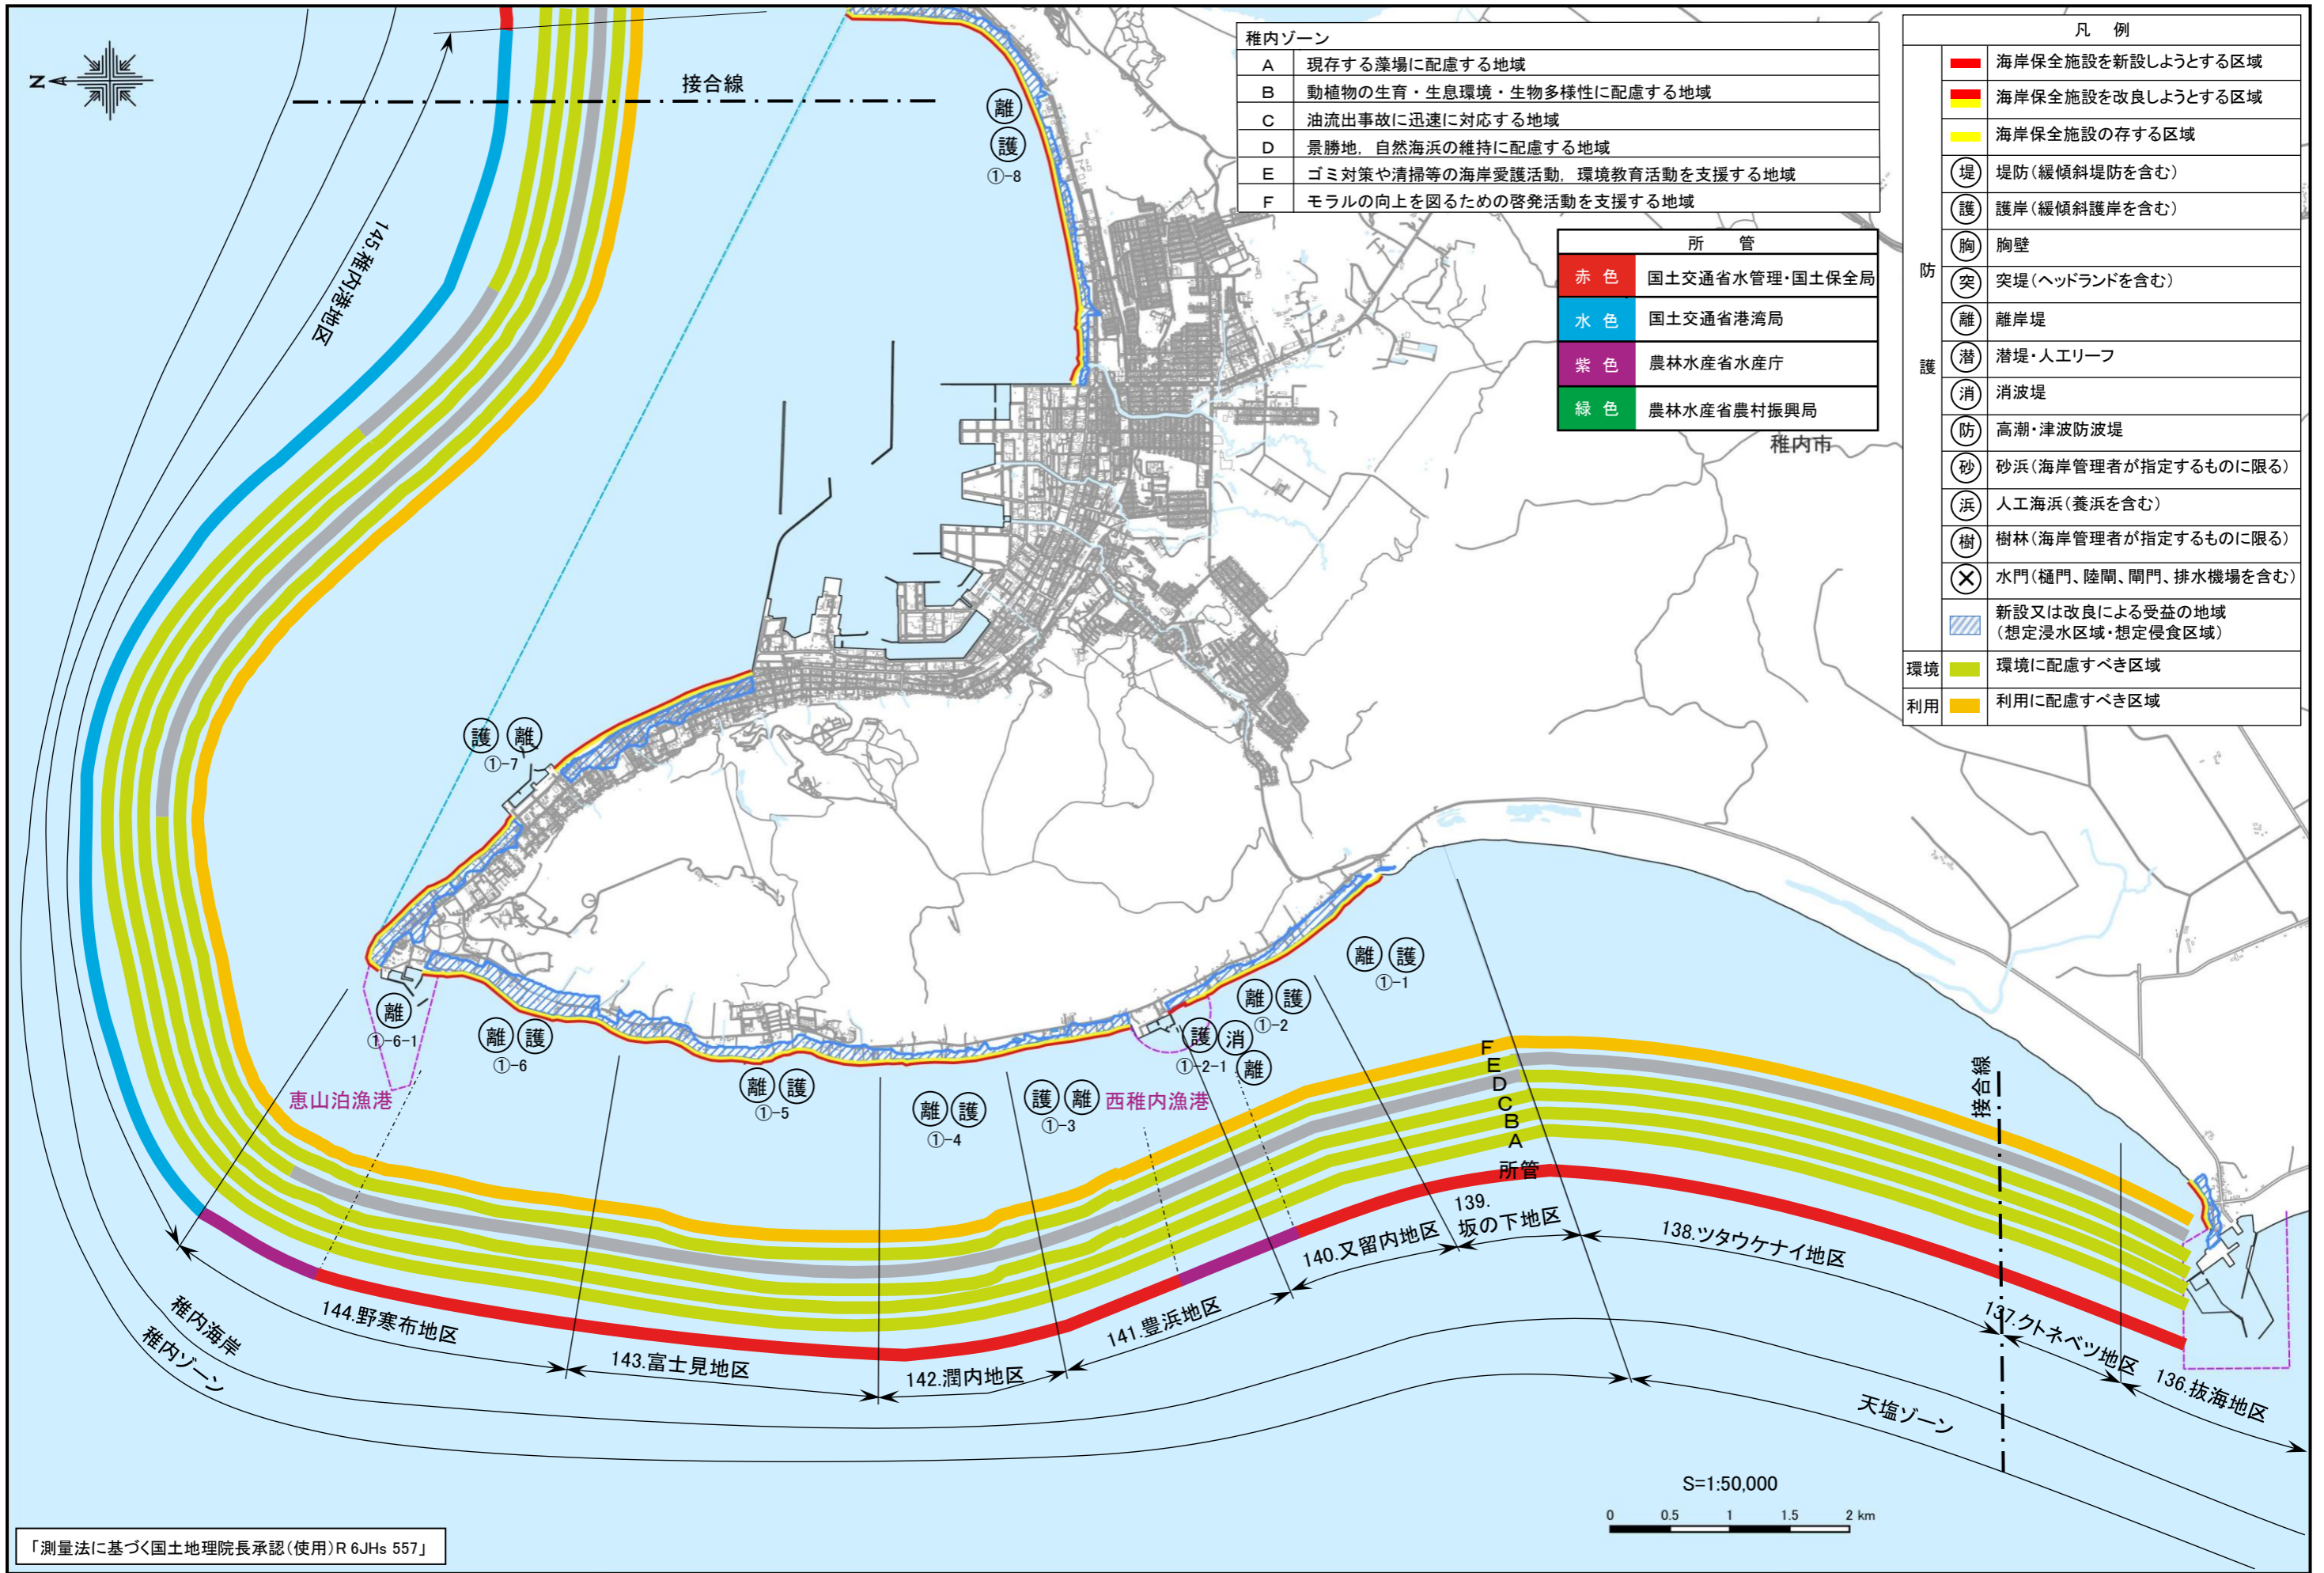 N
接合線
145.稚内港地区
離
護
①-8
稚内ゾーン
A 現存する藻場に配慮する地域
B 動植物の生育・生息環境・生物多様性に配慮する地域
C 油流出事故に迅速に対応する地域
D 景勝地，自然海浜の維持に配慮する地域
E ゴミ対策や清掃等の海岸愛護活動，環境教育活動を支援する地域
F モラルの向上を図るための啓発活動を支援する地域
所 管
赤 色 国土交通省水管理・国土保全局
水 色 国土交通省港湾局
紫 色 農林水産省水産庁
緑 色 農林水産省農村振興局
稚内市
凡 例
防護
海岸保全施設を新設しようとする区域
海岸保全施設を改良しようとする区域
海岸保全施設の存する区域
堤 堤防（緩傾斜堤防を含む）
護 護岸（緩傾斜護岸を含む）
胸 胸壁
突 突堤（ヘッドランドを含む）
離 離岸堤
潜 潜堤・人工リーフ
消 消波堤
防 高潮・津波防波堤
砂 砂浜（海岸管理者が指定するものに限る）
浜 人工海浜（養浜を含む）
樹 樹林（海岸管理者が指定するものに限る）
水門（樋門、陸閘、閘門、排水機場を含む）
新設又は改良による受益の地域
（想定浸水区域・想定侵食区域）
環境 環境に配慮すべき区域
利用 利用に配慮すべき区域
護 離
①-7
離
①-6-1
恵山泊漁港
離 護
①-6
離 護
①-5
離 護
①-4
護 離
①-3
西稚内漁港
護 消
①-2-1 離
離 護
①-2
離 護
①-1
F
E
D
C
B
A
所管
接合線
144.野寒布地区
143.富士見地区
142.潤内地区
141.豊浜地区
140.又留内地区
139.
坂の下地区
138.ツタウケナイ地区
137.クトネベツ地区
136.抜海地区
稚内海岸
稚内ゾーン
天塩ゾーン
S=1:50,000
0 0.5 1 1.5 2 km
「測量法に基づく国土地理院長承認（使用）R 6JHs 557」